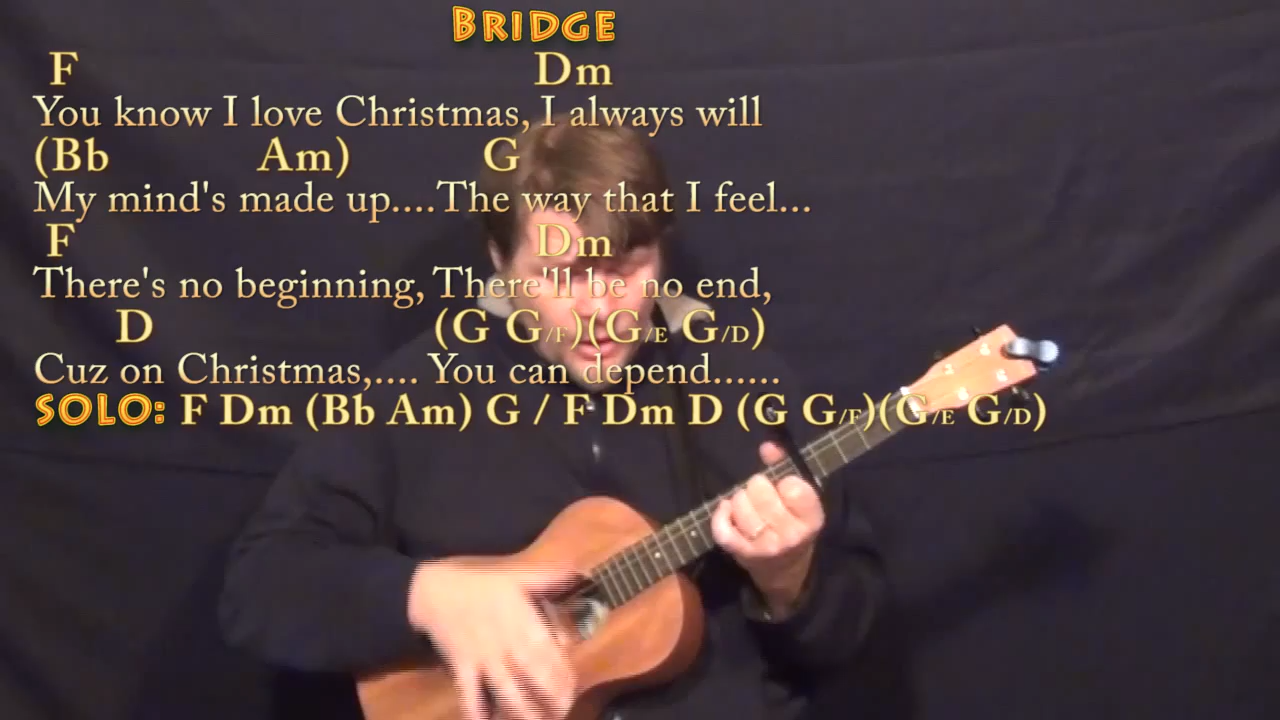 BRIDGE
F Dm
You know I love Christmas, I always will
(Bb Am) G
My mind's made up....The way that I feel...
F Dm
There's no beginning, There'll be no end,
D (G G/F)(G/E G/D)
Cuz on Christmas,.... You can depend......
SOLO: F Dm (Bb Am) G / F Dm D (G G/F)(G/E G/D)